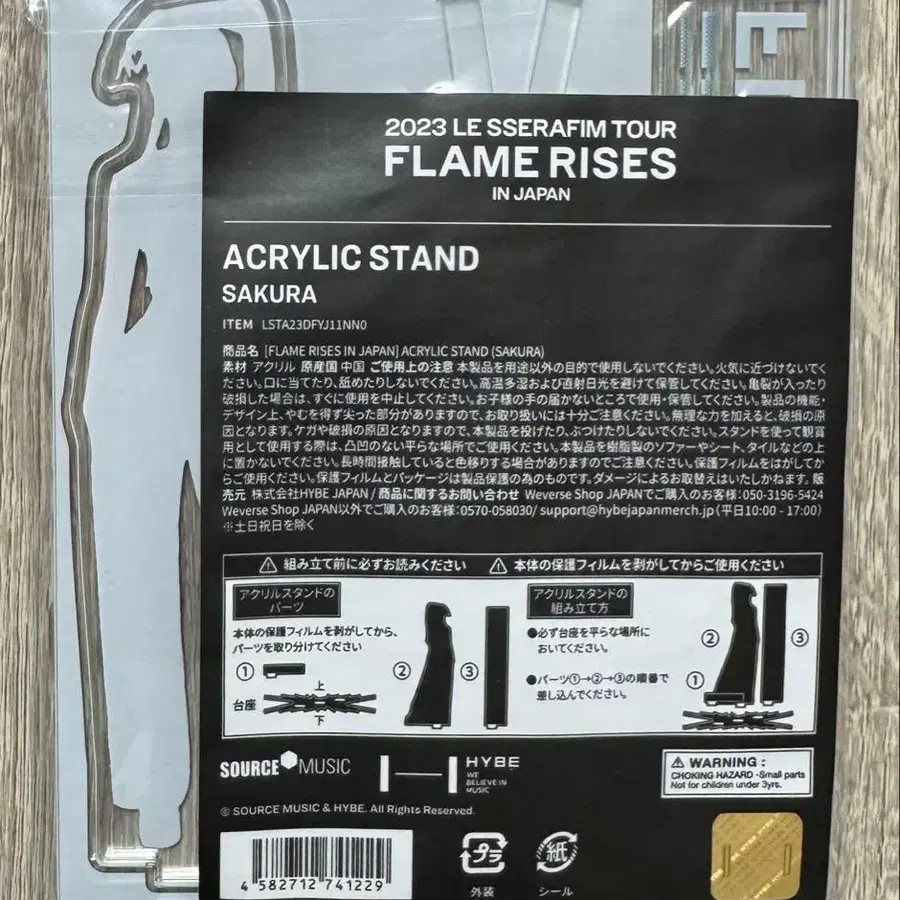 2023 LE SSERAFIM TOUR
FLAME RISES
IN JAPAN
ACRYLIC STAND
SAKURA
ITEM LSTA23DFYJ11NN0
商品名 [FLAME RISES IN JAPAN] ACRYLIC STAND (SAKURA)
素材 アクリル 原産国 中国 ご使用上の注意 本製品を用途以外の目的で使用しないでください。火気に近づけないでく
ださい。口に当てたり、舐めたりしないでください。高温多湿および直射日光を避けて保管してください。亀裂が入ったり
破損した場合は、すぐに使用を中止してください。お子様の手の届かないところで使用・保管してください。製品の機能・
デザイン上、やむを得ず尖った部分がありますので、お取り扱いには十分ご注意ください。無理な力を加えると、破損の原
因となります。ケガや破損の原因となりますので、本製品を投げたり、ぶつけたりしないでください。スタンドを使って観賞
用として使用する際は、凸凹のない平らな場所でご使用ください。本製品を樹脂製のソファーやシート、タイルなどの上
に置かないでください。長時間接触していると色移りする場合がありますのでご注意ください。保護フィルムをはがしてか
らご使用ください。保護フィルムとパッケージは製品保護の為のものです。ダメージによるお取替えはいたしかねます。 販
売元 株式会社HYBE JAPAN / 商品に関するお問い合わせ Weverse Shop JAPANでご購入のお客様:050-3196-5424
Weverse Shop JAPAN以外でご購入のお客様:0570-058030/ support@hybejapanmerch.jp(平日10:00 - 17:00)
※土日祝日を除く
⚠ 組み立て前に必ずお読みください ⚠ 本体の保護フィルムを剥がしてからご使用ください
アクリルスタンドの
パーツ
本体の保護フィルムを剥がしてから、
パーツを取り分けてください
① ② ③
上
台座
下
アクリルスタンドの
組み立て方
●必ず台座を平らな場所に
おいてください。
●パーツ①→②→③の順番で
差し込んでください。
① ② ③
SOURCE MUSIC
HYBE
WE
BELIEVE IN
MUSIC
⚠ WARNING :
CHOKING HAZARD -Small parts
Not for children under 3yrs.
© SOURCE MUSIC & HYBE. All Rights Reserved.
4 582712 741229
プラ
外装
紙
シール